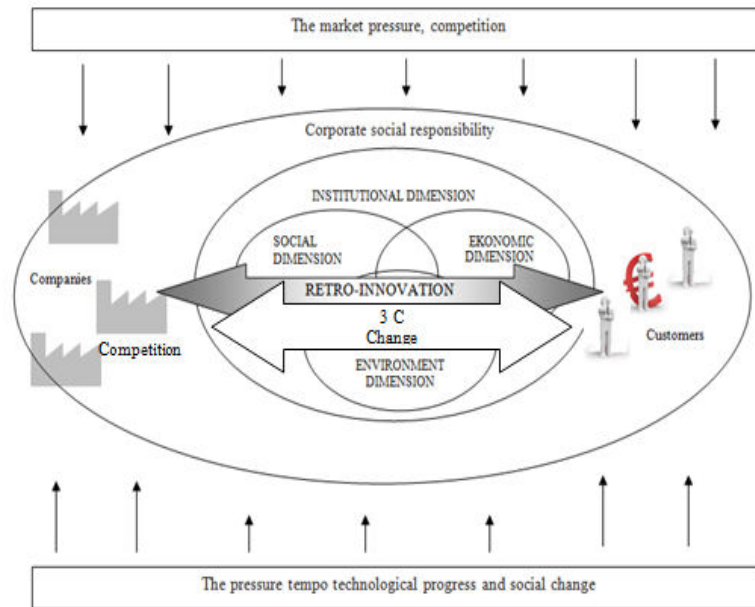 The market pressure, competition
Corporate social responsibility
INSTITUTIONAL DIMENSION
SOCIAL
DIMENSION
EKONOMIC
DIMENSION
Companies
RETRO-INNOVATION
3 C
Change
Competition
Customers
ENVIRONMENT
DIMENSION
The pressure tempo technological progress and social change